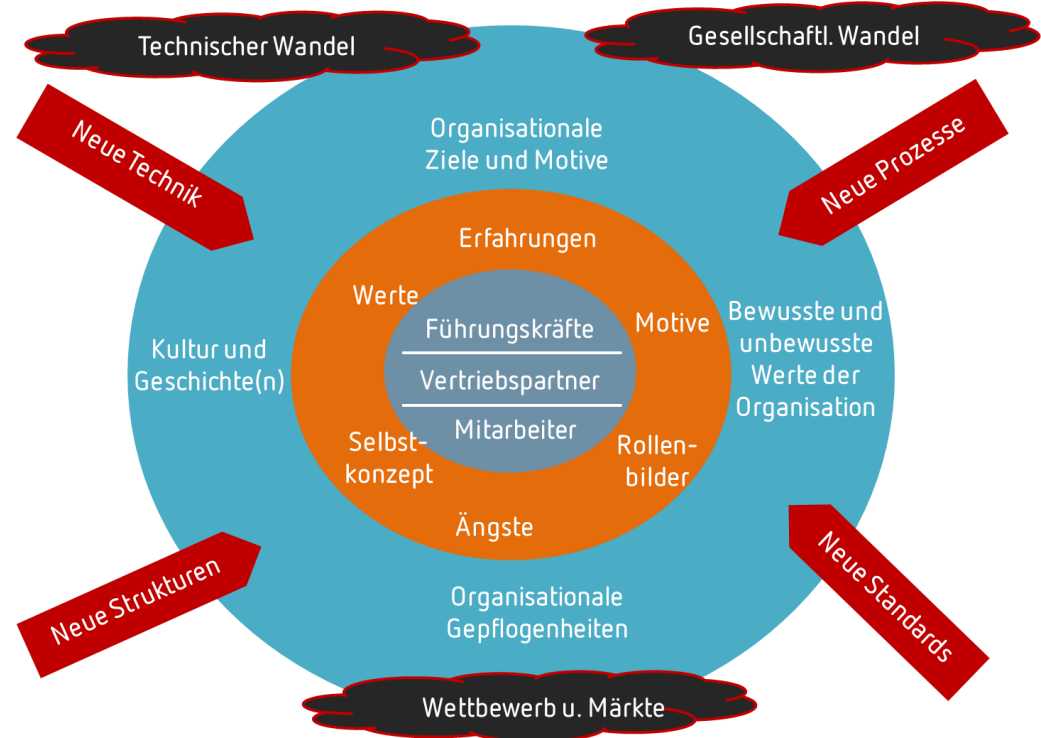 Technischer Wandel
Gesellschaftl. Wandel
Neue Technik
Neue Prozesse
Organisationale
Ziele und Motive
Erfahrungen
Werte
Motive
Führungskräfte
Vertriebspartner
Mitarbeiter
Kultur und
Geschichte(n)
Bewusste und
unbewusste
Werte der
Organisation
Selbst-
konzept
Rollen-
bilder
Ängste
Neue Strukturen
Neue Standards
Organisationale
Gepflogenheiten
Wettbewerb u. Märkte